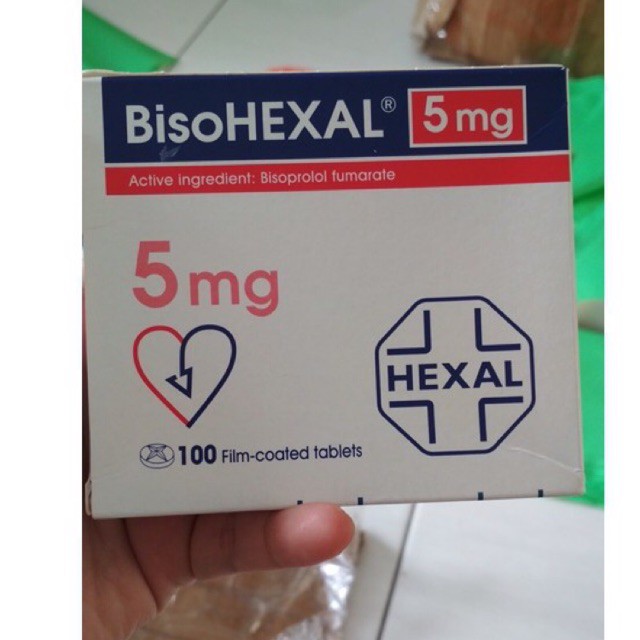 BisoHEXAL® 5 mg
Active ingredient: Bisoprolol fumarate
5 mg
HEXAL
100 Film-coated tablets